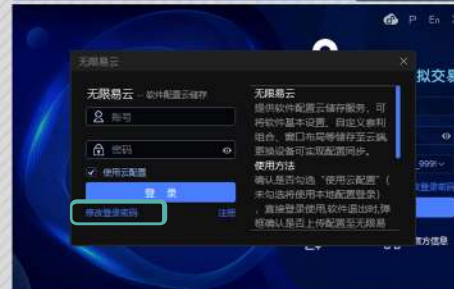 P En
拟交易
无限易云
无限易云 -- 软件配置云储存
账号
密码
使用云配置
登 录
修改登录密码
注册
无限易云
提供软件配置云储存服务，可
将软件基本设置、自定义套利
组合、窗口布局等储存至云端，
更换设备可实现配置同步。
使用方法
确认是否勾选“使用云配置”（
未勾选将使用本地配置登录）
，直接登录使用,软件退出时,弹
框确认是否上传配置至无限易
官方信息